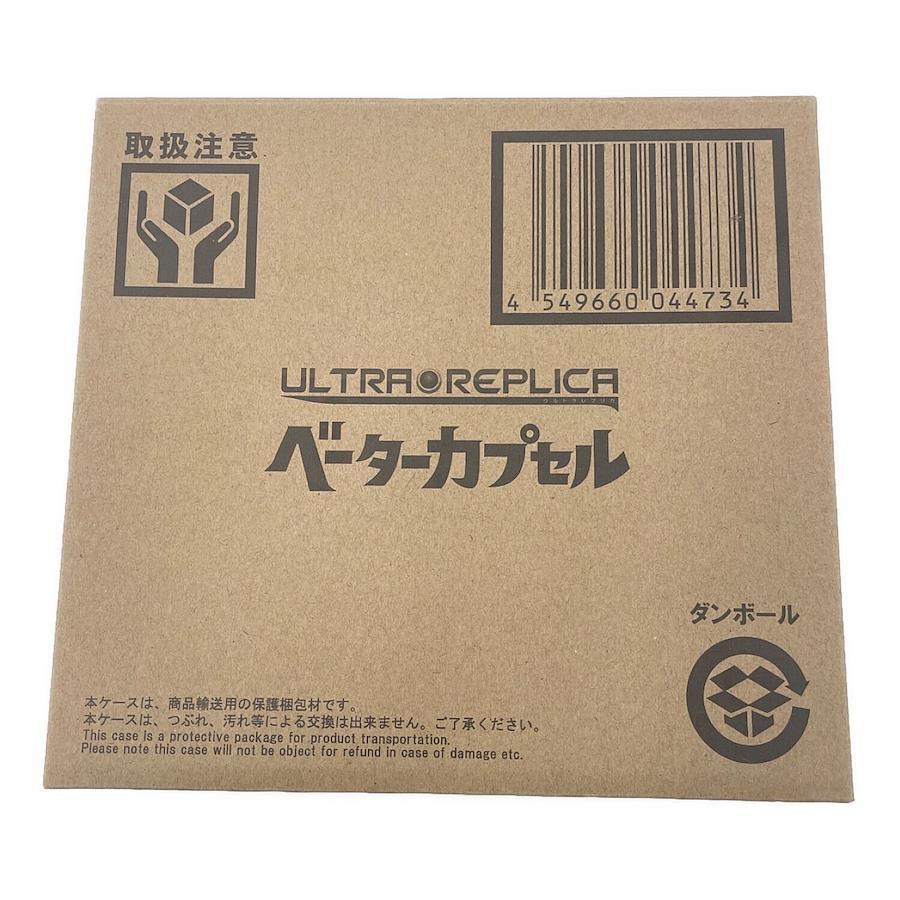 取扱注意
4 549660 044734
ULTRA REPLICA
ウルトラレプリカ
ベーターカプセル
ダンボール
本ケースは、商品輸送用の保護梱包材です。
本ケースは、つぶれ、汚れ等による交換は出来ません。ご了承ください。
This case is a protective package for product transportation.
Please note this case will not be object for refund in case of damage etc.